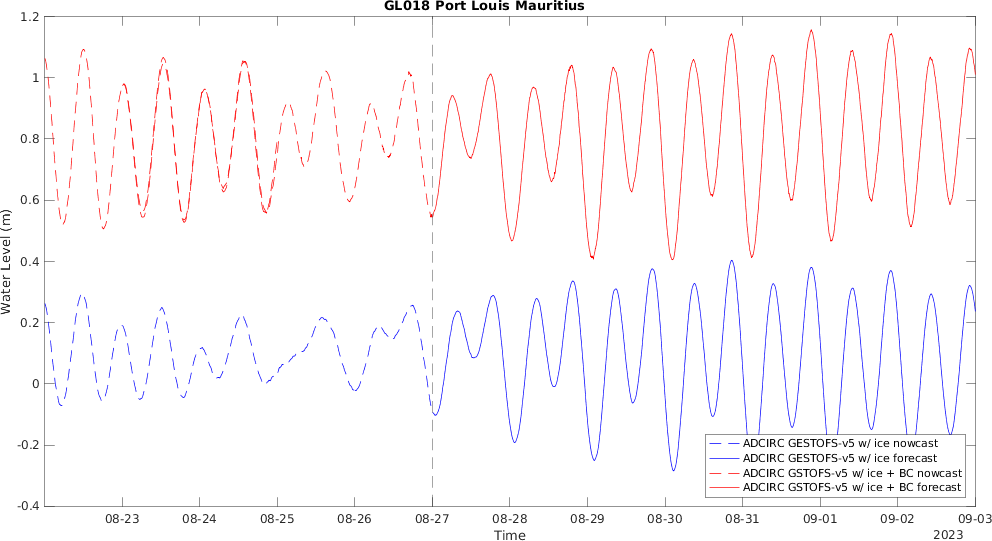 GL018 Port Louis Mauritius
1.2
1
0.8
0.6
0.4
0.2
0
-0.2
-0.4
Water Level (m)
ADCIRC GESTOFS-v5 w/ ice nowcast
ADCIRC GESTOFS-v5 w/ ice forecast
ADCIRC GSTOFS-v5 w/ ice + BC nowcast
ADCIRC GSTOFS-v5 w/ ice + BC forecast
08-23 08-24 08-25 08-26 08-27 08-28 08-29 08-30 08-31 09-01 09-02 09-03
Time
2023